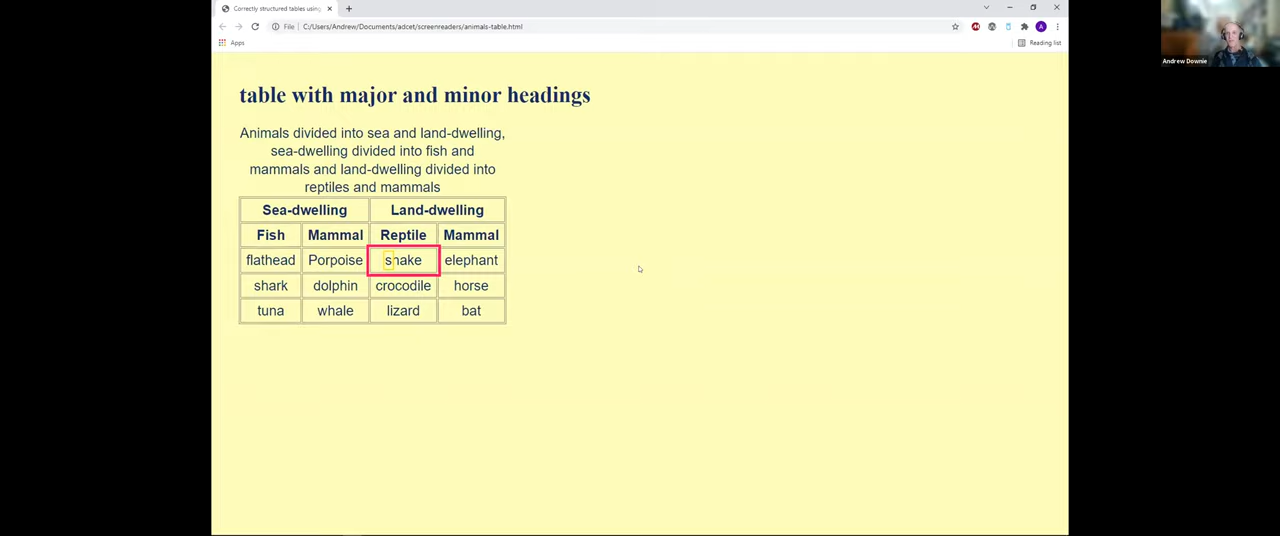 Correctly structured tables using
File
C:/Users/Andrew/Documents/adcet/screenreaders/animals-table.html
A
Apps
Reading list
Andrew Downie
table with major and minor headings
Animals divided into sea and land-dwelling,
sea-dwelling divided into fish and
mammals and land-dwelling divided into
reptiles and mammals
Sea-dwelling Land-dwelling
Fish Mammal Reptile Mammal
flathead Porpoise snake elephant
shark dolphin crocodile horse
tuna whale lizard bat